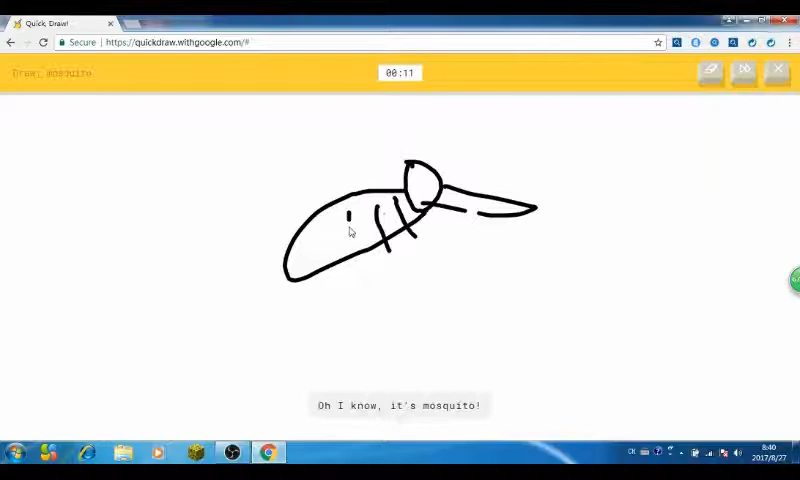 Quick, Draw!
Secure
https://quickdraw.withgoogle.com/#
Draw: mosquito
00:11
Oh I know, it's mosquito!
CH
8:40
2017/8/27